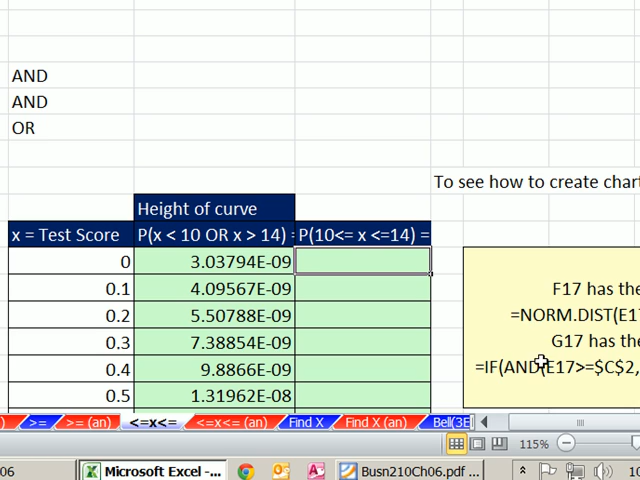 AND
AND
OR
To see how to create chart
Height of curve
x = Test Score P(x < 10 OR x > 14) = P(10<= x <=14) =
0 3.03794E-09
0.1 4.09567E-09
0.2 5.50788E-09
0.3 7.38854E-09
0.4 9.8866E-09
0.5 1.31962E-08
F17 has the
=NORM.DIST(E17
G17 has the
=IF(AND(E17>=$C$2,
>= >= (an) <=x<= <=x<= (an) Find X Find X (an) Bell(3E
115%
06 Microsoft Excel -... Busn210Ch06.pdf ... 10